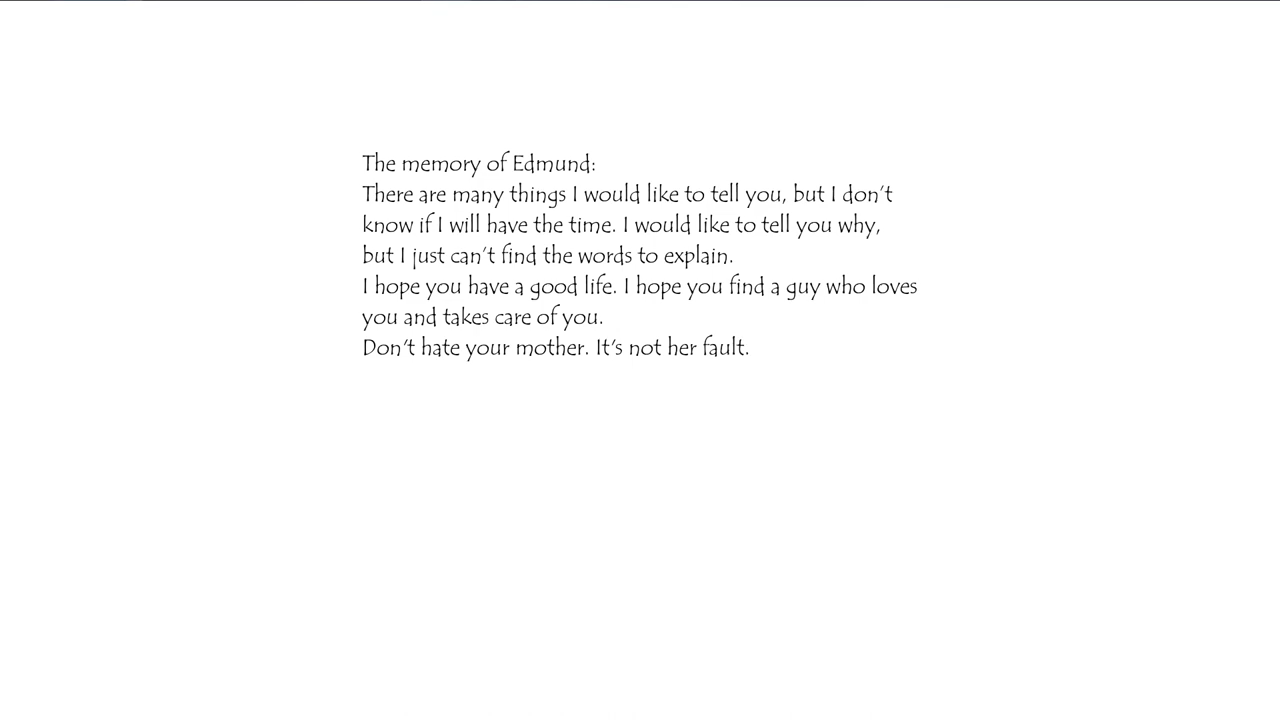 The memory of Edmund:
There are many things I would like to tell you, but I don't
know if I will have the time. I would like to tell you why,
but I just can't find the words to explain.
I hope you have a good life. I hope you find a guy who loves
you and takes care of you.
Don't hate your mother. It's not her fault.